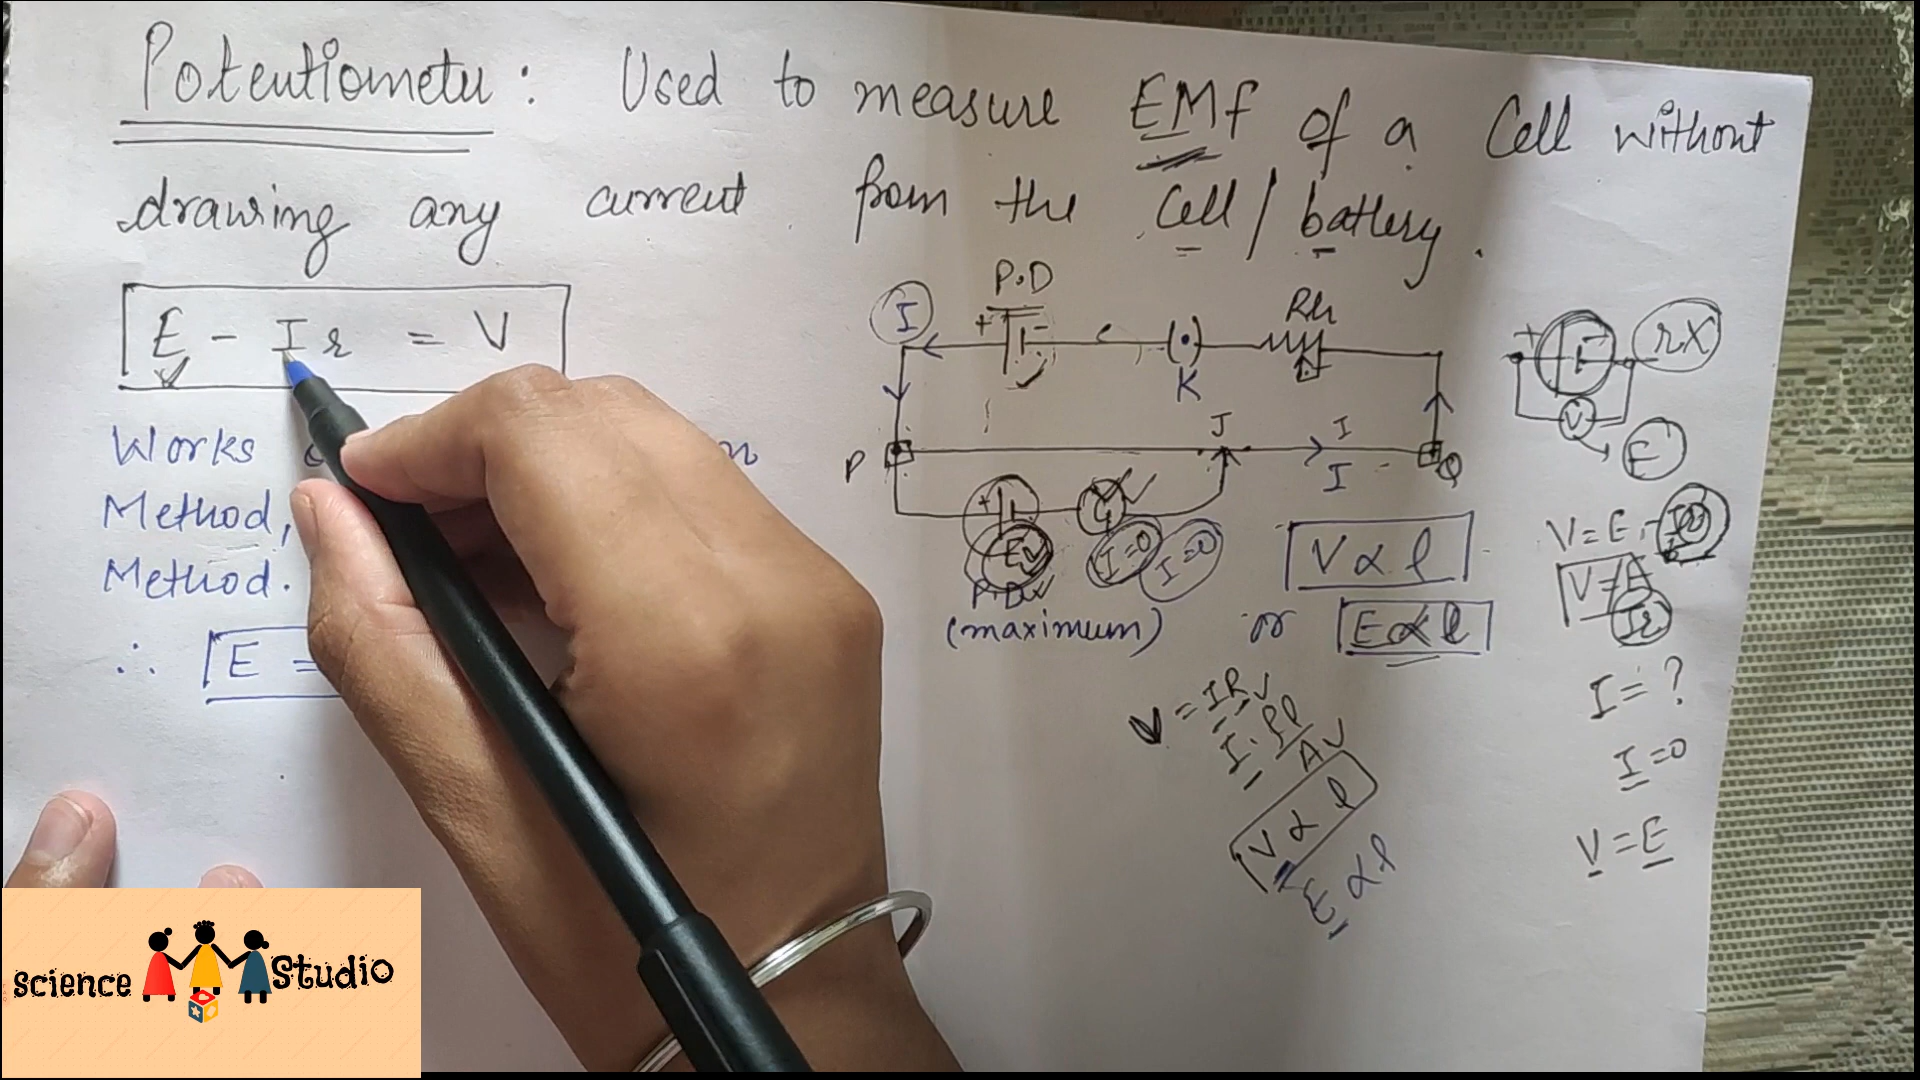 Potentiometer : Used to measure EMf of a Cell without
drawing any current from the Cell / battery .
E - Ir = V
Works
Method,
Method.
∴ E =
P.D
I
+ -
K
Rh
P
J
I
I
Q
+
G
E
I=0
I=0
P.D
(maximum)
V ∝ l
or E ∝ l
V = IR
I . ρl
A
V ∝ l
E ∝ l
+ -
rX
V
E
V = E - Ir
V = E
Ir
I = ?
I = 0
V = E
science Studio